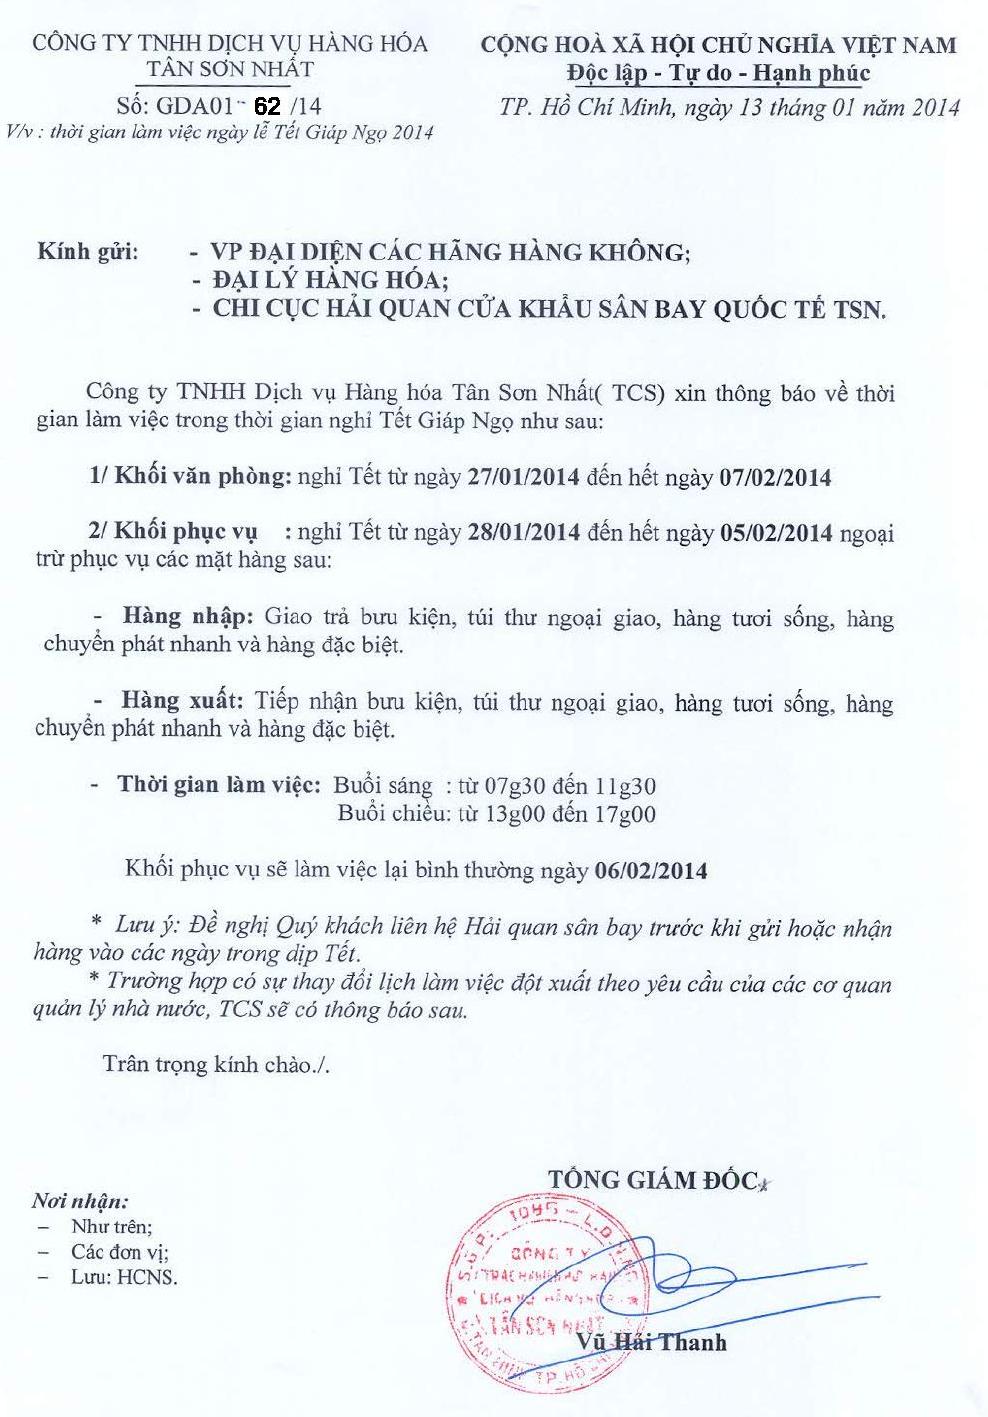 CÔNG TY TNHH DỊCH VỤ HÀNG HÓA
TÂN SƠN NHẤT
Số: GDA01- 62 /14
V/v : thời gian làm việc ngày lễ Tết Giáp Ngọ 2014
CỘNG HOÀ XÃ HỘI CHỦ NGHĨA VIỆT NAM
Độc lập - Tự do - Hạnh phúc
TP. Hồ Chí Minh, ngày 13 tháng 01 năm 2014
Kính gửi: - VP ĐẠI DIỆN CÁC HÃNG HÀNG KHÔNG;
- ĐẠI LÝ HÀNG HÓA;
- CHI CỤC HẢI QUAN CỬA KHẨU SÂN BAY QUỐC TẾ TSN.
Công ty TNHH Dịch vụ Hàng hóa Tân Sơn Nhất( TCS) xin thông báo về thời
gian làm việc trong thời gian nghỉ Tết Giáp Ngọ như sau:
1/ Khối văn phòng: nghỉ Tết từ ngày 27/01/2014 đến hết ngày 07/02/2014
2/ Khối phục vụ : nghỉ Tết từ ngày 28/01/2014 đến hết ngày 05/02/2014 ngoại
trừ phục vụ các mặt hàng sau:
- Hàng nhập: Giao trả bưu kiện, túi thư ngoại giao, hàng tươi sống, hàng
chuyển phát nhanh và hàng đặc biệt.
- Hàng xuất: Tiếp nhận bưu kiện, túi thư ngoại giao, hàng tươi sống, hàng
chuyển phát nhanh và hàng đặc biệt.
- Thời gian làm việc: Buổi sáng : từ 07g30 đến 11g30
Buổi chiều: từ 13g00 đến 17g00
Khối phục vụ sẽ làm việc lại bình thường ngày 06/02/2014
* Lưu ý: Đề nghị Quý khách liên hệ Hải quan sân bay trước khi gửi hoặc nhận
hàng vào các ngày trong dịp Tết.
* Trường hợp có sự thay đổi lịch làm việc đột xuất theo yêu cầu của các cơ quan
quản lý nhà nước, TCS sẽ có thông báo sau.
Trân trọng kính chào./.
Nơi nhận:
– Như trên;
– Các đơn vị;
– Lưu: HCNS.
TỔNG GIÁM ĐỐC
CÔNG TY
TÂN SƠN NHẤT
TP. HỒ
Vũ Hải Thanh